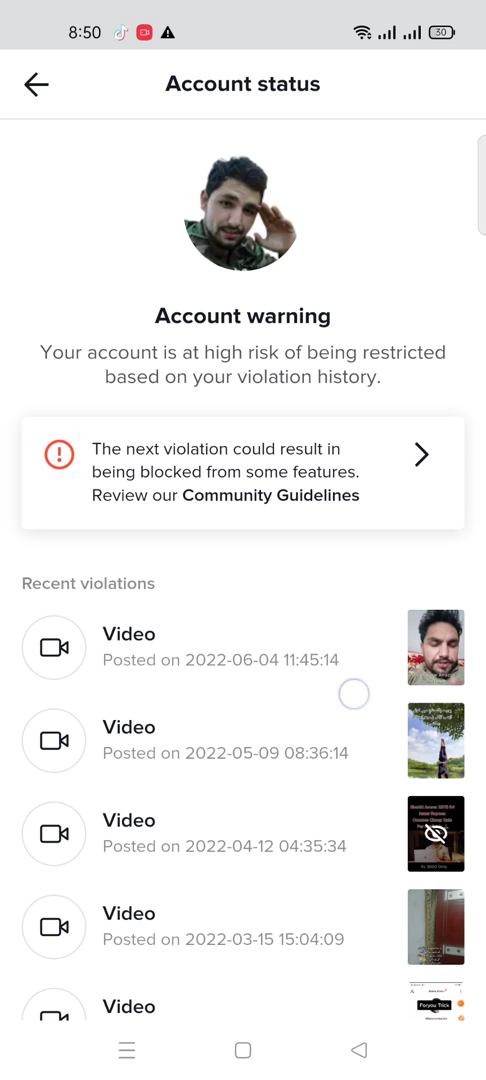 8:50
30
Account status
Account warning
Your account is at high risk of being restricted
based on your violation history.
The next violation could result in
being blocked from some features.
Review our Community Guidelines
Recent violations
Video
Posted on 2022-06-04 11:45:14
Video
Posted on 2022-05-09 08:36:14
Video
Posted on 2022-04-12 04:35:34
Video
Posted on 2022-03-15 15:04:09
Video
Foryou Trick